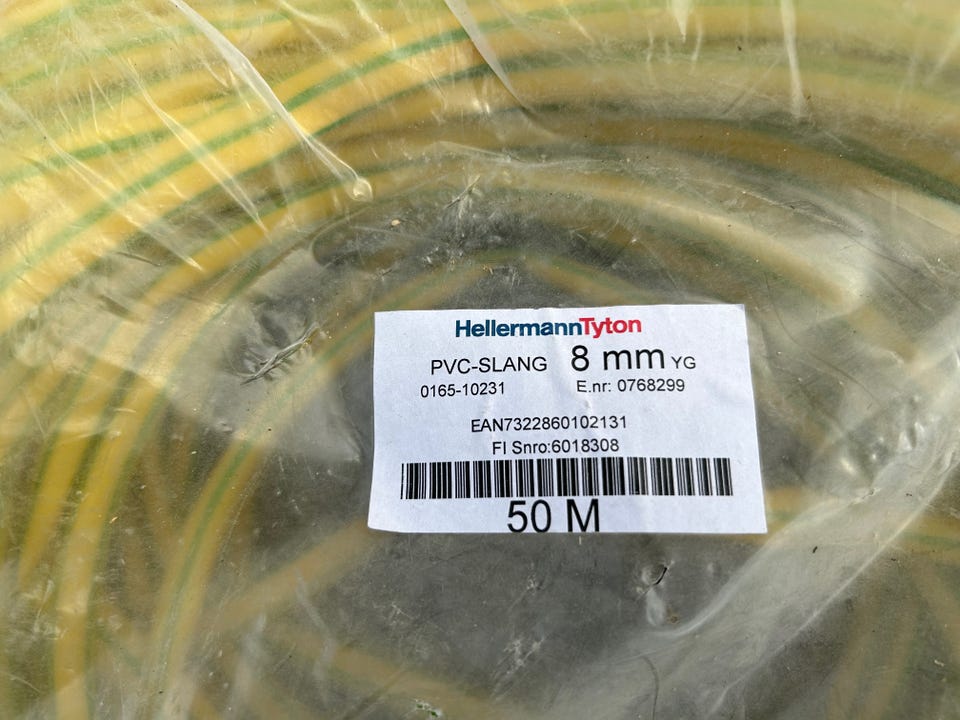 HellermannTyton
PVC-SLANG 8 mm YG
0165-10231 E.nr: 0768299
EAN7322860102131
FI Snro:6018308
50 M